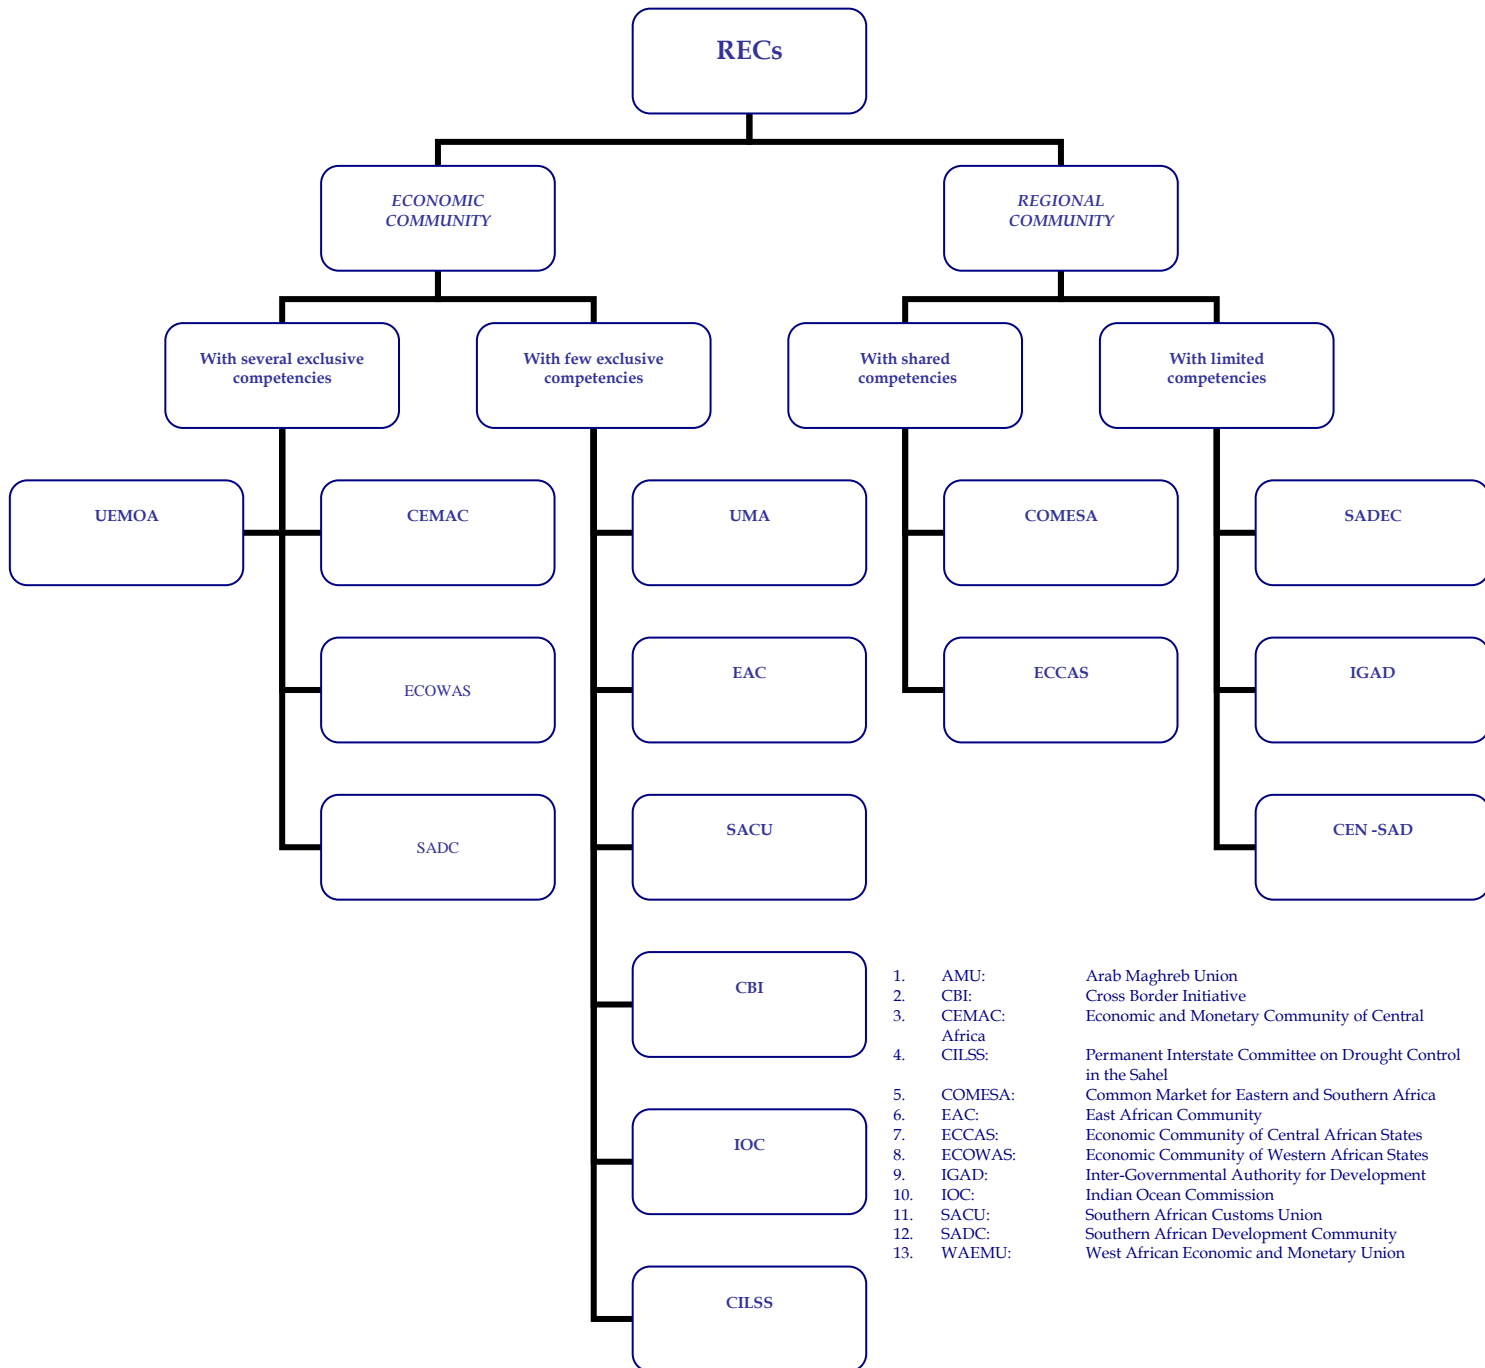 RECs
ECONOMIC
COMMUNITY
REGIONAL
COMMUNITY
With several exclusive
competencies
With few exclusive
competencies
With shared
competencies
With limited
competencies
UEMOA
CEMAC
UMA
COMESA
SADEC
ECOWAS
EAC
ECCAS
IGAD
SADC
SACU
CEN -SAD
CBI
IOC
CILSS
1. AMU: Arab Maghreb Union
2. CBI: Cross Border Initiative
3. CEMAC: Economic and Monetary Community of Central
Africa
4. CILSS: Permanent Interstate Committee on Drought Control
in the Sahel
5. COMESA: Common Market for Eastern and Southern Africa
6. EAC: East African Community
7. ECCAS: Economic Community of Central African States
8. ECOWAS: Economic Community of Western African States
9. IGAD: Inter-Governmental Authority for Development
10. IOC: Indian Ocean Commission
11. SACU: Southern African Customs Union
12. SADC: Southern African Development Community
13. WAEMU: West African Economic and Monetary Union